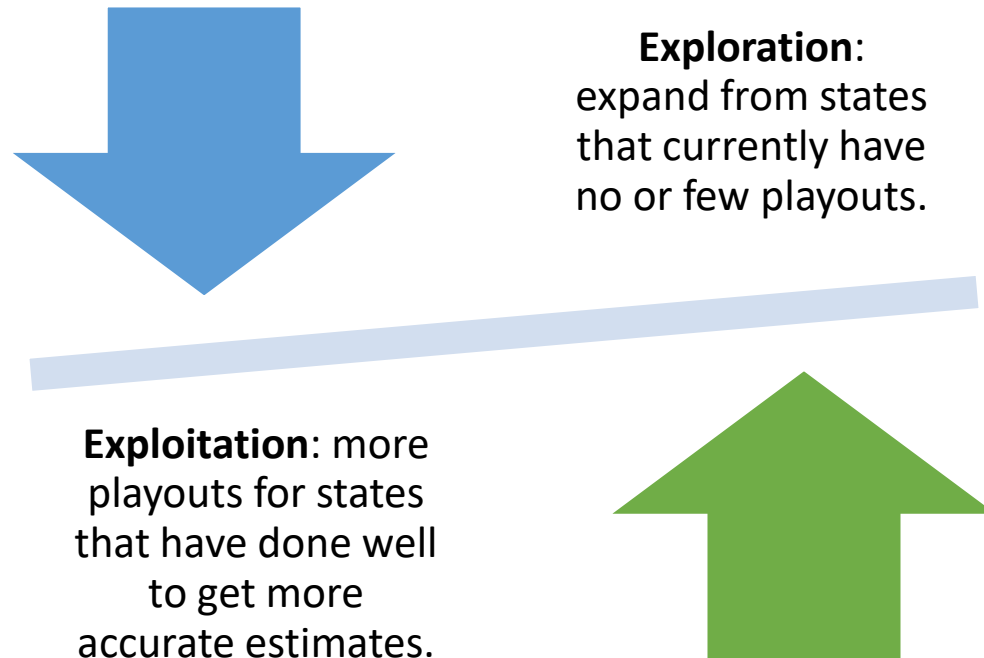 Exploration:
expand from states
that currently have
no or few playouts.
Exploitation: more
playouts for states
that have done well
to get more
accurate estimates.